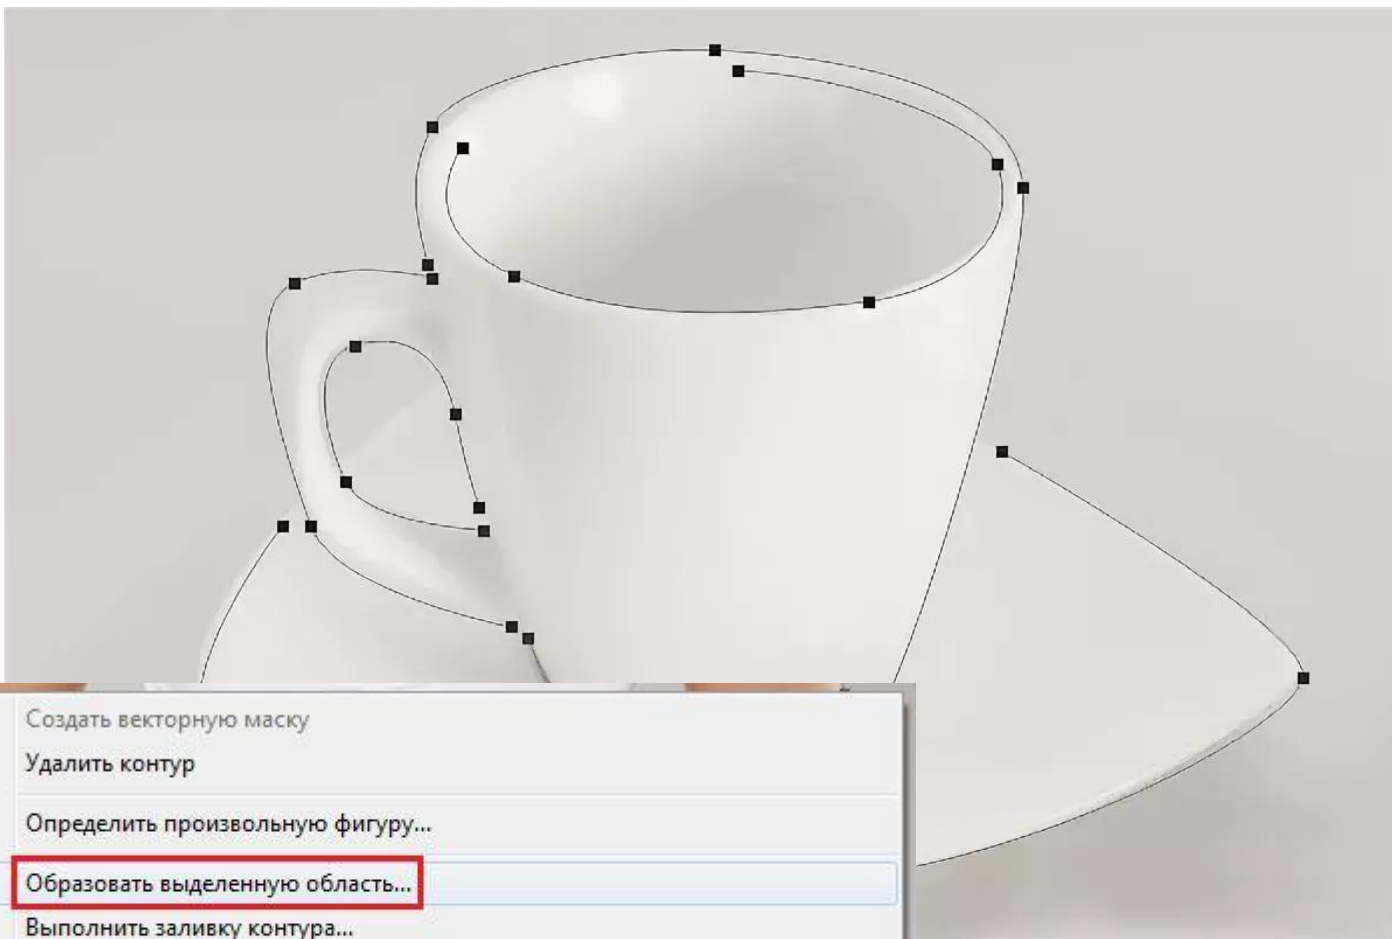 Создать векторную маску
Удалить контур
Определить произвольную фигуру...
Образовать выделенную область...
Выполнить заливку контура...